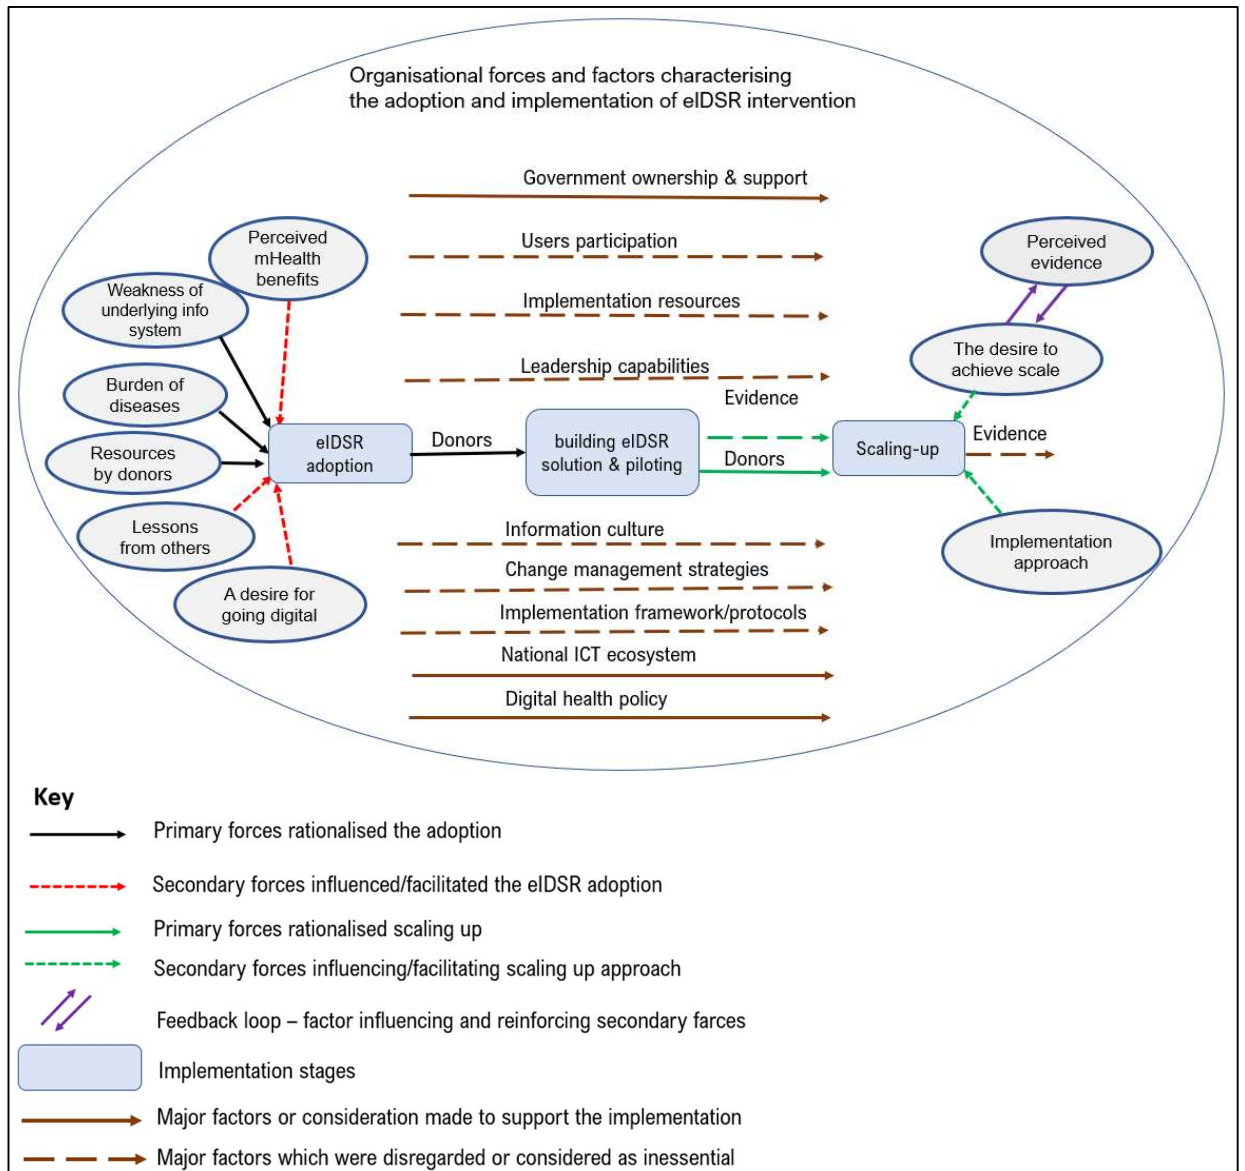 Organisational forces and factors characterising
the adoption and implementation of eIDSR intervention
Government ownership & support
Perceived
mHealth
benefits
Users participation
Perceived
evidence
Weakness of
underlying info
system
Implementation resources
The desire to
achieve scale
Leadership capabilities
Burden of
diseases
Evidence
eIDSR
adoption
Donors
building eIDSR
solution & piloting
Donors
Scaling-up
Evidence
Resources
by donors
Lessons
from others
Information culture
Implementation
approach
Change management strategies
A desire for
going digital
Implementation framework/protocols
National ICT ecosystem
Digital health policy
Key
Primary forces rationalised the adoption
Secondary forces influenced/facilitated the eIDSR adoption
Primary forces rationalised scaling up
Secondary forces influencing/facilitating scaling up approach
Feedback loop – factor influencing and reinforcing secondary farces
Implementation stages
Major factors or consideration made to support the implementation
Major factors which were disregarded or considered as inessential